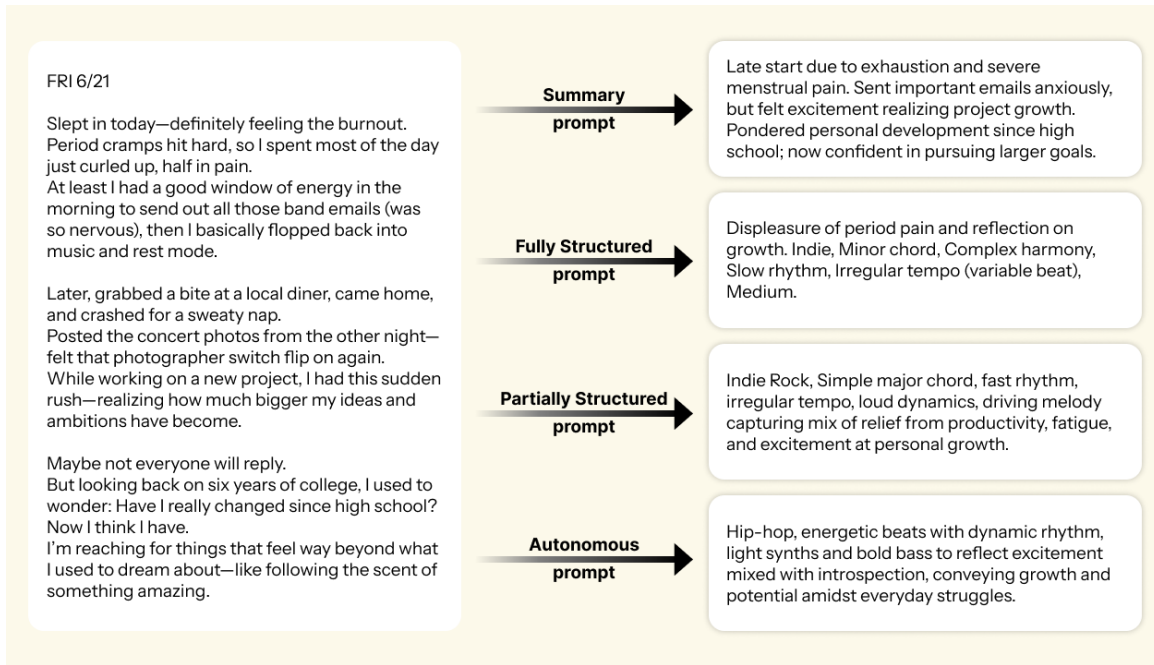 FRI 6/21
Slept in today—definitely feeling the burnout.
Period cramps hit hard, so I spent most of the day
just curled up, half in pain.
At least I had a good window of energy in the
morning to send out all those band emails (was
so nervous), then I basically flopped back into
music and rest mode.
Later, grabbed a bite at a local diner, came home,
and crashed for a sweaty nap.
Posted the concert photos from the other night—
felt that photographer switch flip on again.
While working on a new project, I had this sudden
rush—realizing how much bigger my ideas and
ambitions have become.
Maybe not everyone will reply.
But looking back on six years of college, I used to
wonder: Have I really changed since high school?
Now I think I have.
I'm reaching for things that feel way beyond what
I used to dream about—like following the scent of
something amazing.
Summary
prompt
Late start due to exhaustion and severe
menstrual pain. Sent important emails anxiously,
but felt excitement realizing project growth.
Pondered personal development since high
school; now confident in pursuing larger goals.
Fully Structured
prompt
Displeasure of period pain and reflection on
growth. Indie, Minor chord, Complex harmony,
Slow rhythm, Irregular tempo (variable beat),
Medium.
Partially Structured
prompt
Indie Rock, Simple major chord, fast rhythm,
irregular tempo, loud dynamics, driving melody
capturing mix of relief from productivity, fatigue,
and excitement at personal growth.
Autonomous
prompt
Hip-hop, energetic beats with dynamic rhythm,
light synths and bold bass to reflect excitement
mixed with introspection, conveying growth and
potential amidst everyday struggles.